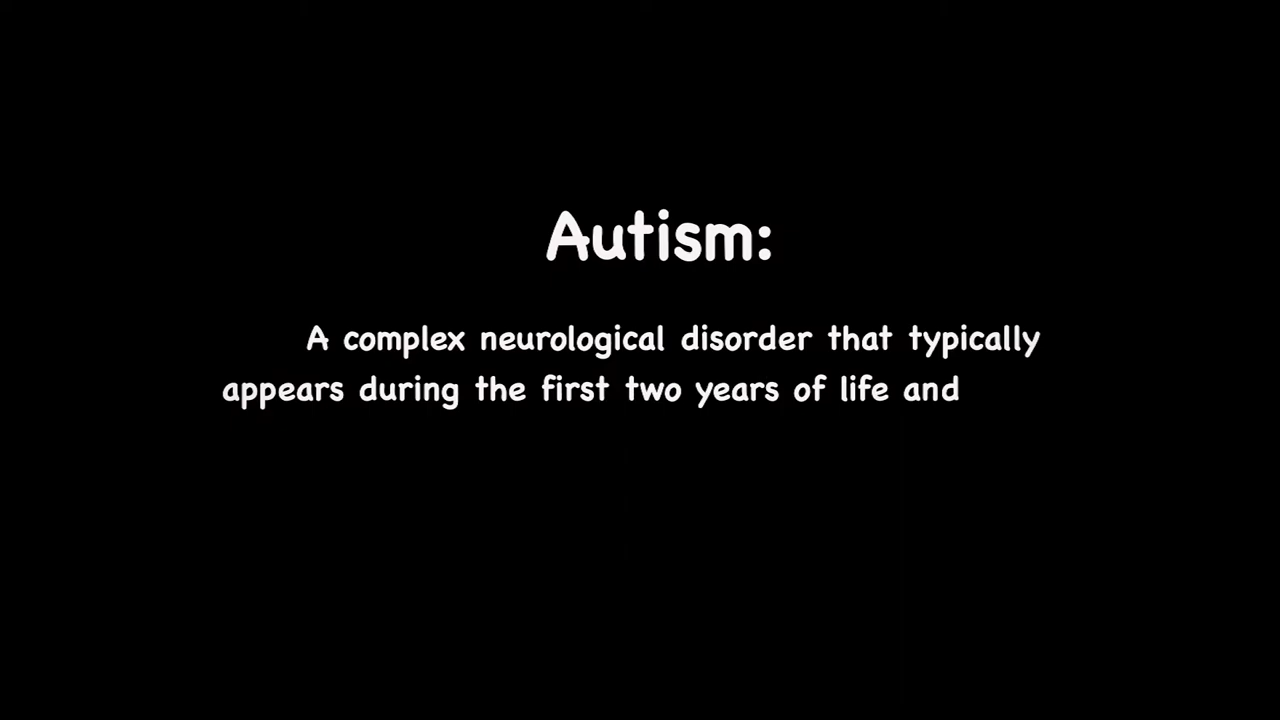 Autism:
A complex neurological disorder that typically
appears during the first two years of life and